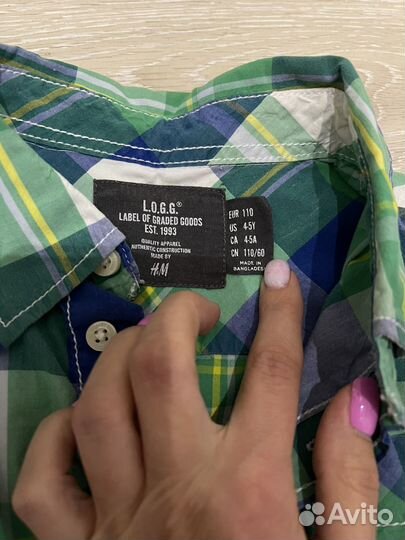 L.O.G.G.®
LABEL OF GRADED GOODS
EST. 1993
QUALITY APPAREL
AUTHENTIC CONSTRUCTION
MADE BY
H&M
EUR 110
US 4-5Y
CA 4-5A
CN 110/60
MADE IN
BANGLADESH
Avito